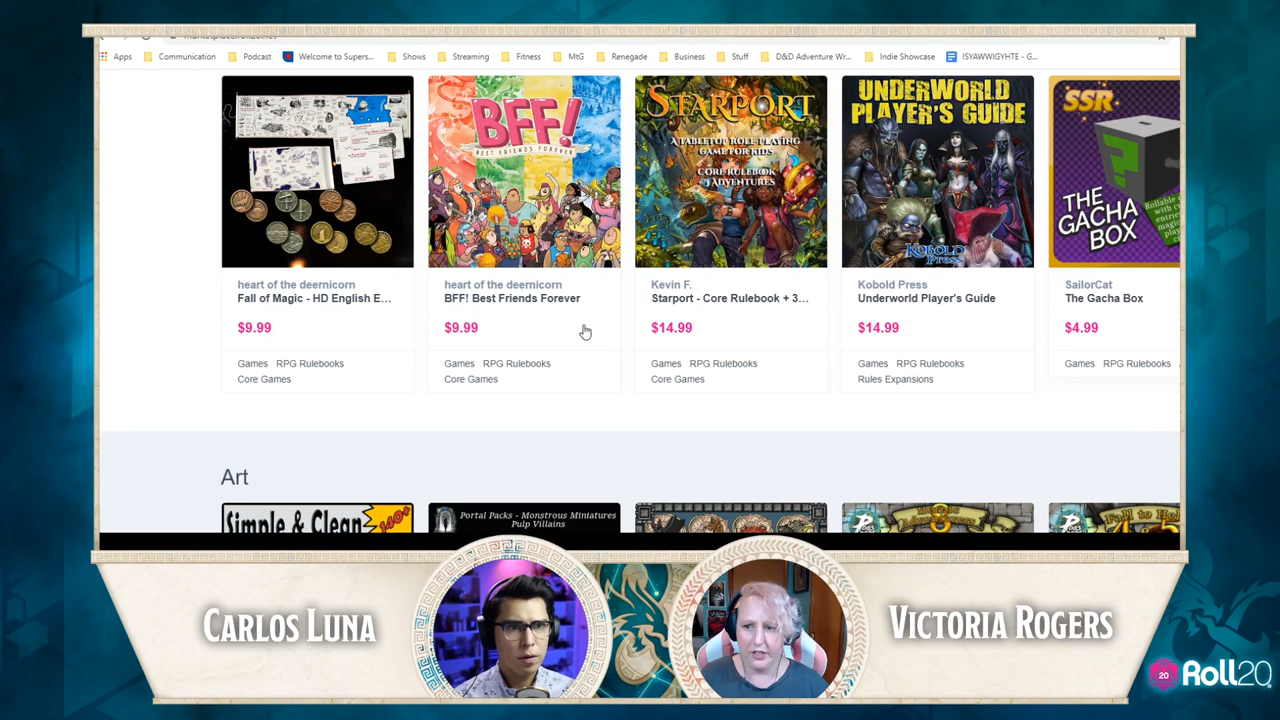 Apps Communication Podcast Welcome to Supers... Shows Streaming Fitness MtG Renegade Business Stuff D&D Adventure Wr... Indie Showcase ISYAWWIGYHTE - G...
BFF!
BEST FRIENDS FOREVER
STARPORT
A TABLETOP ROLE-PLAYING
GAME FOR KIDS
CORE RULEBOOK
+3 ADVENTURES
UNDERWORLD
PLAYER'S GUIDE
KOBOLD
Press
SSR
THE
GACHA
BOX
Rollable
heart of the deernicorn
Fall of Magic - HD English E...
$9.99
Games RPG Rulebooks
Core Games
heart of the deernicorn
BFF! Best Friends Forever
$9.99
Games RPG Rulebooks
Core Games
Kevin F.
Starport - Core Rulebook + 3...
$14.99
Games RPG Rulebooks
Core Games
Kobold Press
Underworld Player's Guide
$14.99
Games RPG Rulebooks
Rules Expansions
SailorCat
The Gacha Box
$4.99
Games RPG Rulebooks
Art
Simple & Clean 140+
Portal Packs - Monstrous Miniatures
Pulp Villains
CARLOS LUNA
VICTORIA ROGERS
20
Roll20